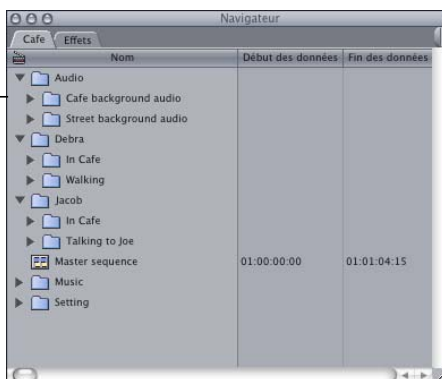 Navigateur
Cafe Effets
Nom Début des données Fin des données
Audio
Cafe background audio
Street background audio
Debra
In Cafe
Walking
Jacob
In Cafe
Talking to Joe
Master sequence 01:00:00:00 01:01:04:15
Music
Setting